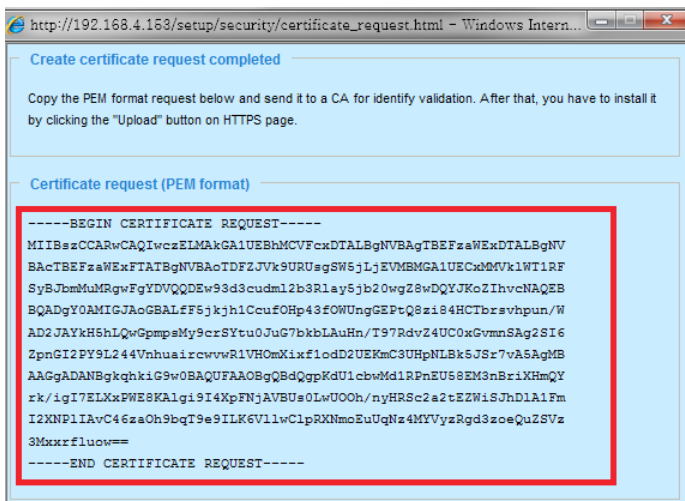 http://192.168.4.153/setup/security/certificate_request.html - Windows Intern...
Create certificate request completed
Copy the PEM format request below and send it to a CA for identify validation. After that, you have to install it
by clicking the "Upload" button on HTTPS page.
Certificate request (PEM format)
-----BEGIN CERTIFICATE REQUEST-----
MIIBszCCARwCAQIwczELMAkGA1UEBhMCVFcxDTALBgNVBAgTBEFzaWExDTALBgNV
BAcTBEFzaWExFTATBgNVBAoTDFZJVk9URUsgSW5jLjEVMBMGA1UECxMMVklWT1RF
SyBJbmMuMRgwFgYDVQQDEw93d3cudml2b3Rlay5jb20wgZ8wDQYJKoZIhvcNAQEB
BQADgY0AMIGJAoGBALfF5jkjh1CcufOHp43fOWUngGEPtQ8zi84HCTbrsvhpun/W
AD2JAYkH5hLQwGpmpsMy9crSYtu0JuG7bkbLAuHn/T97RdvZ4UC0xGvmnSAg2SI6
ZpnGI2PY9L244VnhuaircwvwR1VHOmXixf1odD2UEKmC3UHpNLBk5JSr7vA5AgMB
AAGgADANBgkqhkiG9w0BAQUFAAOBgQBdQgpKdU1cbwMd1RPnEU58EM3nBriXHmQY
rk/igI7ELXxPWE8KAlgi9I4XpFNjAVBUs0LwUOOh/nyHRSc2a2tEZWiSJhDlA1Fm
I2XNPlIAvC46zaOh9bqT9e9ILK6VllwClpRXNmoEuUqNz4MYVyzRgd3zoeQuZSVz
3Mxxrfluow==
-----END CERTIFICATE REQUEST-----